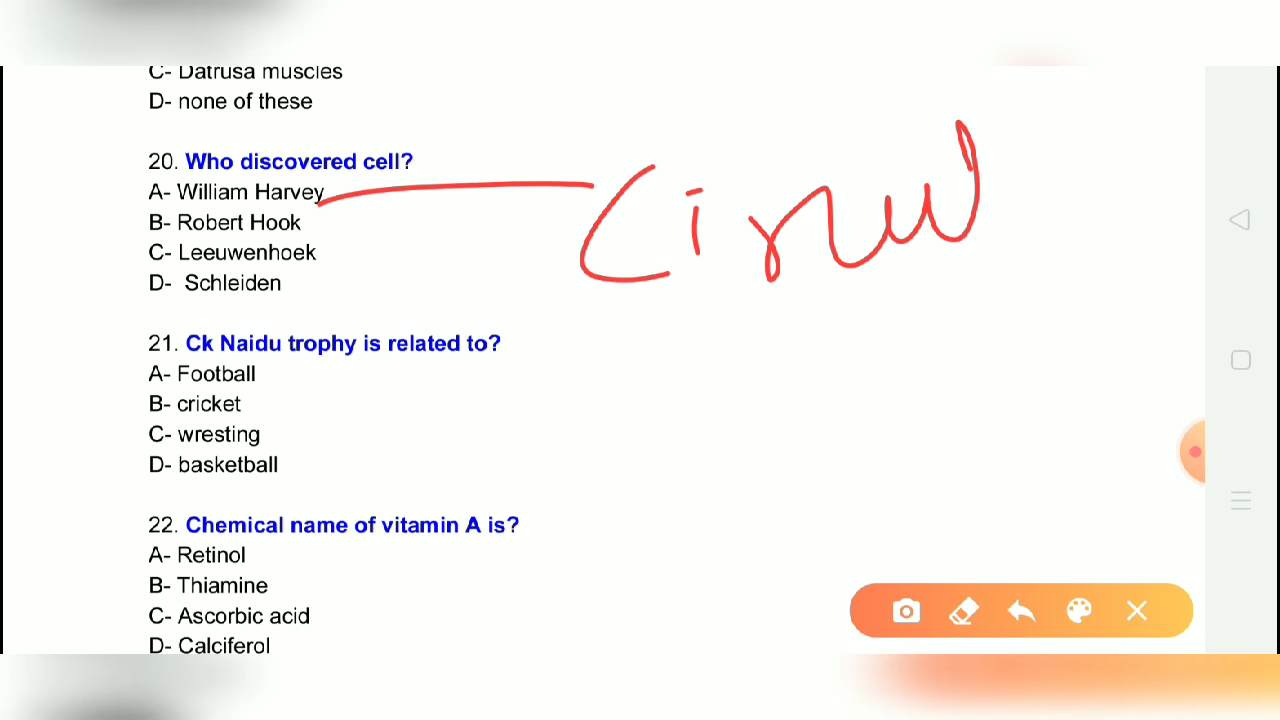 C- Datrusa muscles
D- none of these
20. Who discovered cell?
A- William Harvey
B- Robert Hook
C- Leeuwenhoek
D- Schleiden
21. Ck Naidu trophy is related to?
A- Football
B- cricket
C- wresting
D- basketball
22. Chemical name of vitamin A is?
A- Retinol
B- Thiamine
C- Ascorbic acid
D- Calciferol